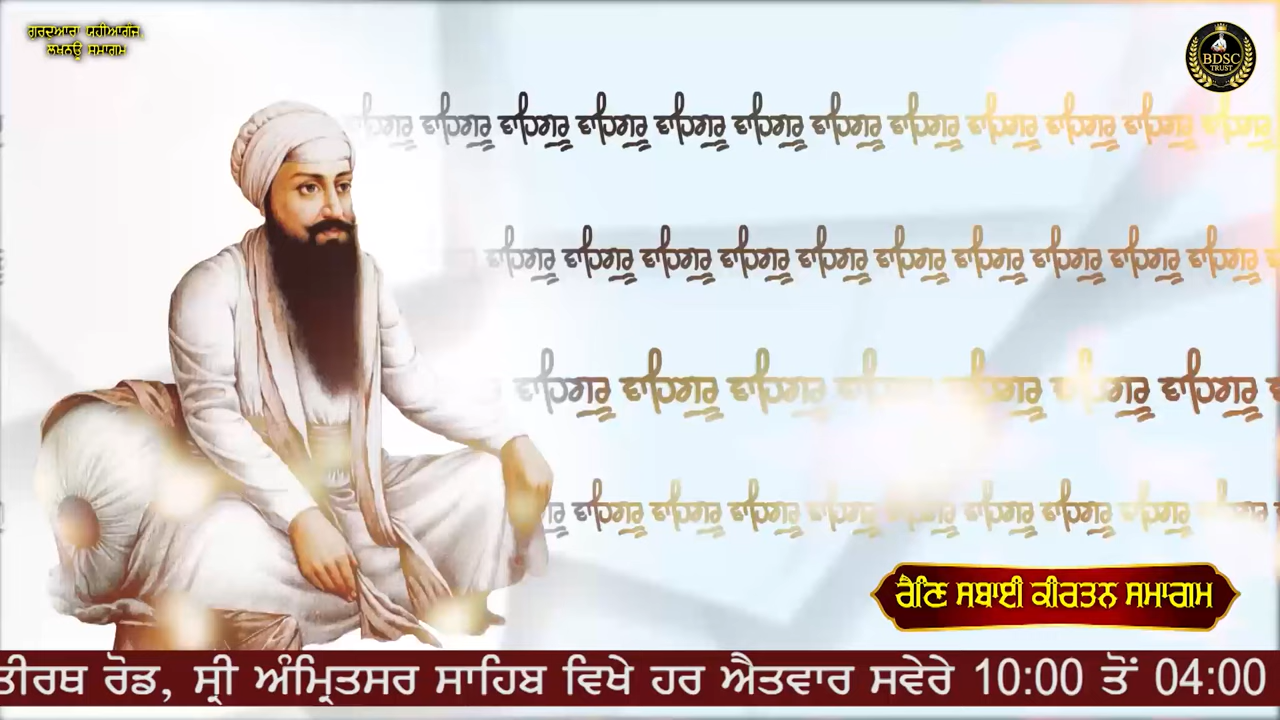 ਗੁਰਦੁਆਰਾ ਯਹੀਆਗੰਜ,
ਲਖਨਊ ਸਮਾਗਮ
BDSC
TRUST
ਵਾਹਿਗੁਰੂ ਵਾਹਿਗੁਰੂ ਵਾਹਿਗੁਰੂ ਵਾਹਿਗੁਰੂ ਵਾਹਿਗੁਰੂ ਵਾਹਿਗੁਰੂ ਵਾਹਿਗੁਰੂ ਵਾਹਿਗੁਰੂ ਵਾਹਿਗੁਰੂ ਵਾਹਿਗੁਰੂ ਵਾਹਿਗੁਰੂ ਵਾਹਿਗੁਰੂ
ਵਾਹਿਗੁਰੂ ਵਾਹਿਗੁਰੂ ਵਾਹਿਗੁਰੂ ਵਾਹਿਗੁਰੂ ਵਾਹਿਗੁਰੂ ਵਾਹਿਗੁਰੂ ਵਾਹਿਗੁਰੂ ਵਾਹਿਗੁਰੂ ਵਾਹਿਗੁਰੂ ਵਾਹਿਗੁਰੂ
ਵਾਹਿਗੁਰੂ ਵਾਹਿਗੁਰੂ ਵਾਹਿਗੁਰੂ ਵਾਹਿਗੁਰੂ ਵਾਹਿਗੁਰੂ ਵਾਹਿਗੁਰੂ ਵਾਹਿਗੁਰੂ
ਵਾਹਿਗੁਰੂ ਵਾਹਿਗੁਰੂ ਵਾਹਿਗੁਰੂ ਵਾਹਿਗੁਰੂ ਵਾਹਿਗੁਰੂ ਵਾਹਿਗੁਰੂ ਵਾਹਿਗੁਰੂ ਵਾਹਿਗੁਰੂ ਵਾਹਿਗੁਰੂ
ਰੈਣਿ ਸਬਾਈ ਕੀਰਤਨ ਸਮਾਗਮ
ਤੀਰਥ ਰੋਡ, ਸ੍ਰੀ ਅੰਮ੍ਰਿਤਸਰ ਸਾਹਿਬ ਵਿਖੇ ਹਰ ਐਤਵਾਰ ਸਵੇਰੇ 10:00 ਤੋਂ 04:00